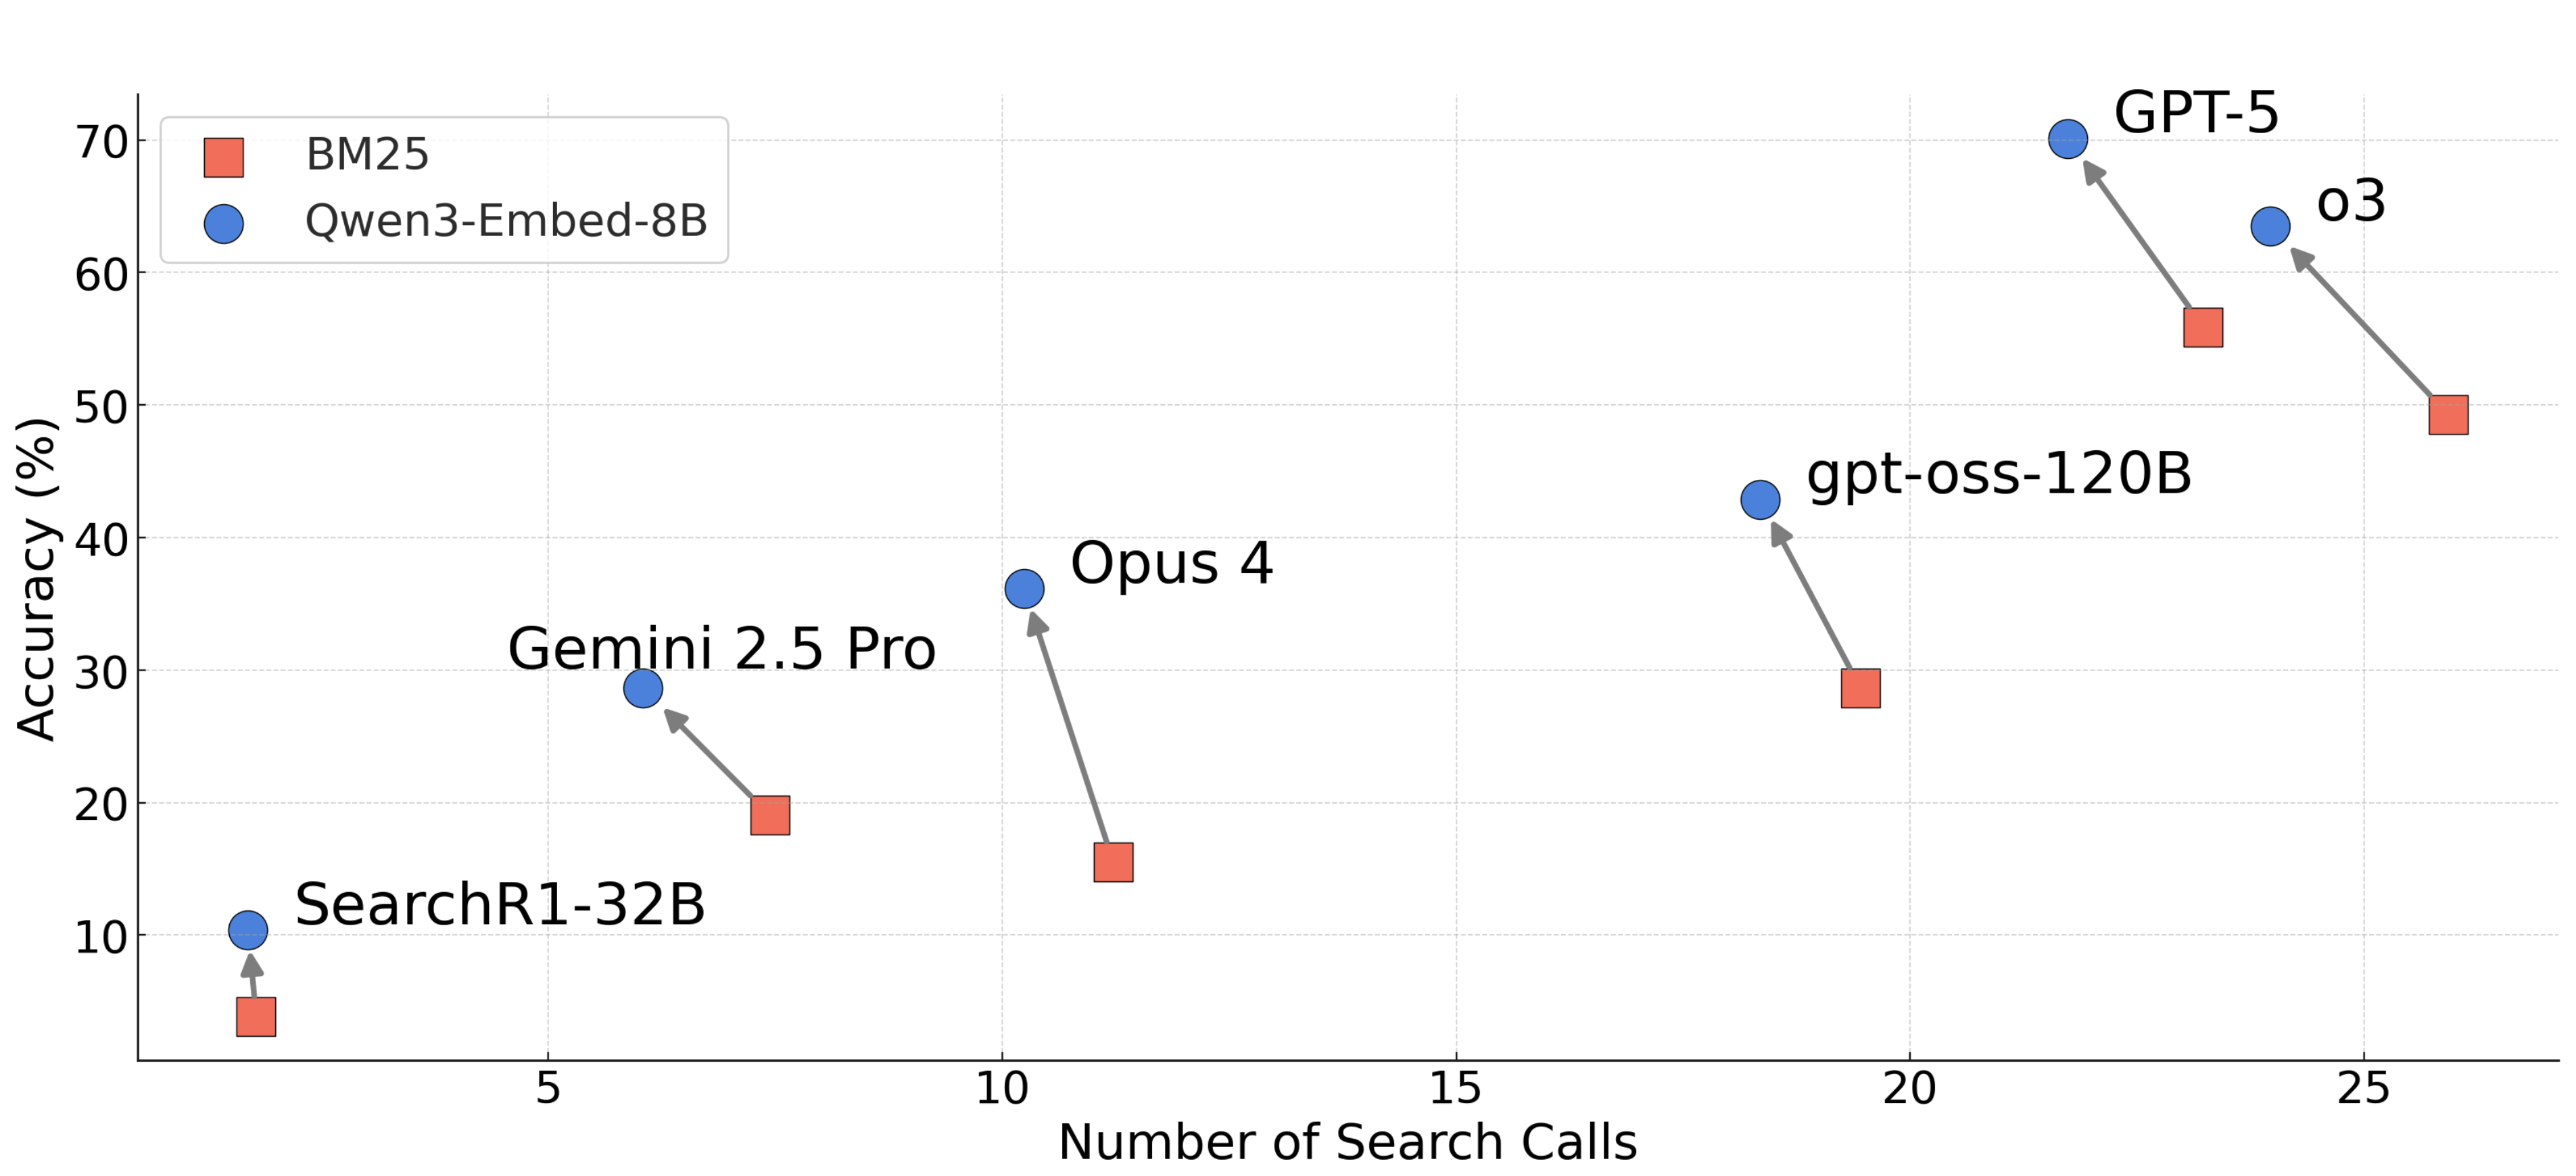 BM25
Qwen3-Embed-8B
GPT-5
o3
gpt-oss-120B
Opus 4
Gemini 2.5 Pro
SearchR1-32B
Accuracy (%)
70
60
50
40
30
20
10
5
10
15
20
25
Number of Search Calls